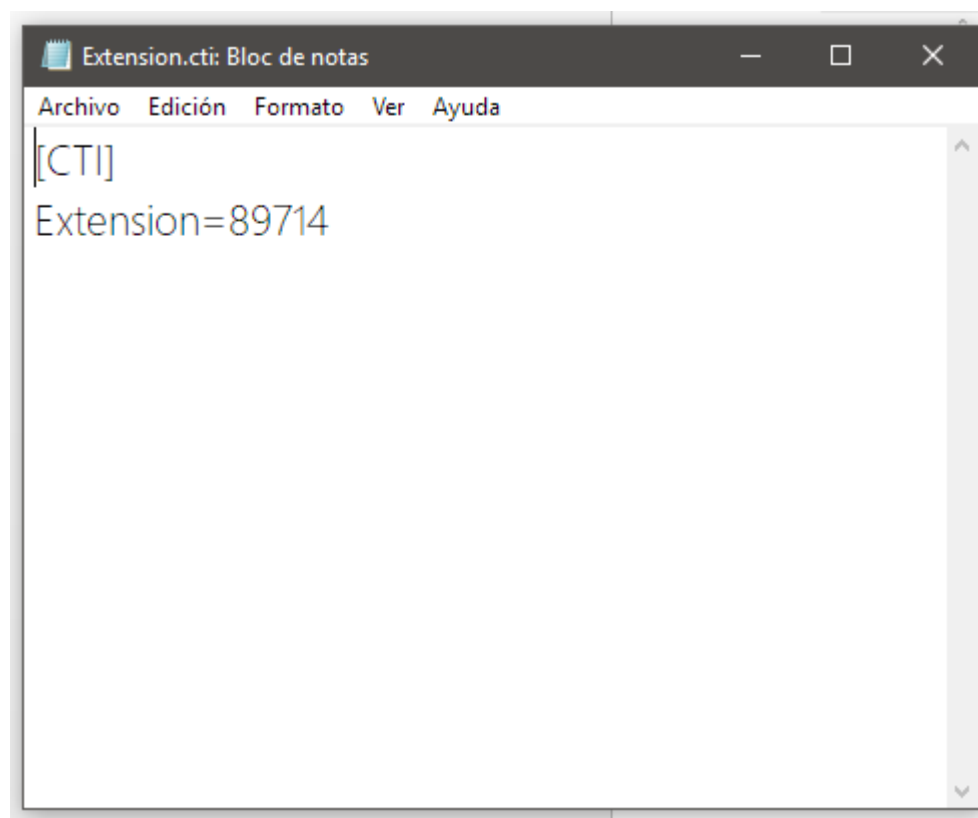 Extension.cti: Bloc de notas
Archivo Edición Formato Ver Ayuda
[CTI]
Extension=89714